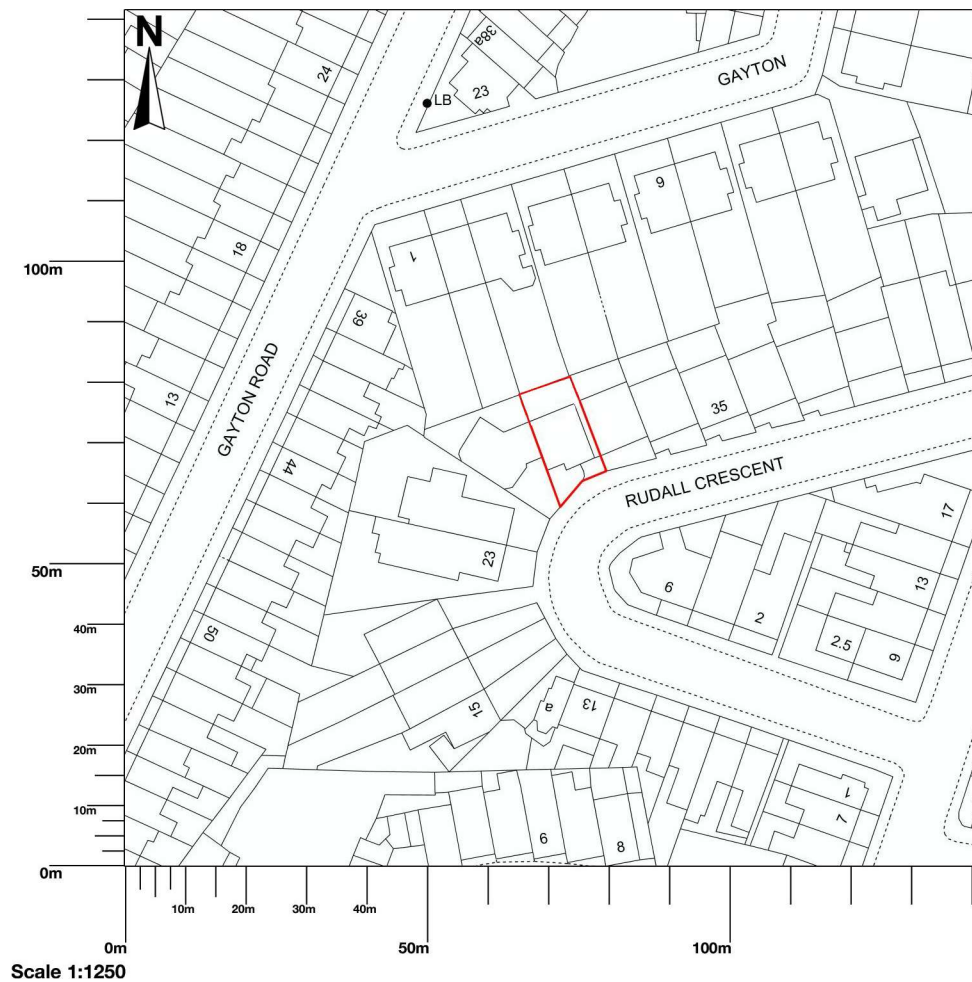 N
38a
24
23
LB
GAYTON
9
1
18
100m
39
13
GAYTON ROAD
35
44
RUDALL CRESCENT
17
23
50m
6
13
2
2.5
9
40m
50
30m
15
a
13
20m
1
7
10m
6
8
0m
10m
20m
30m
40m
0m
50m
100m
Scale 1:1250